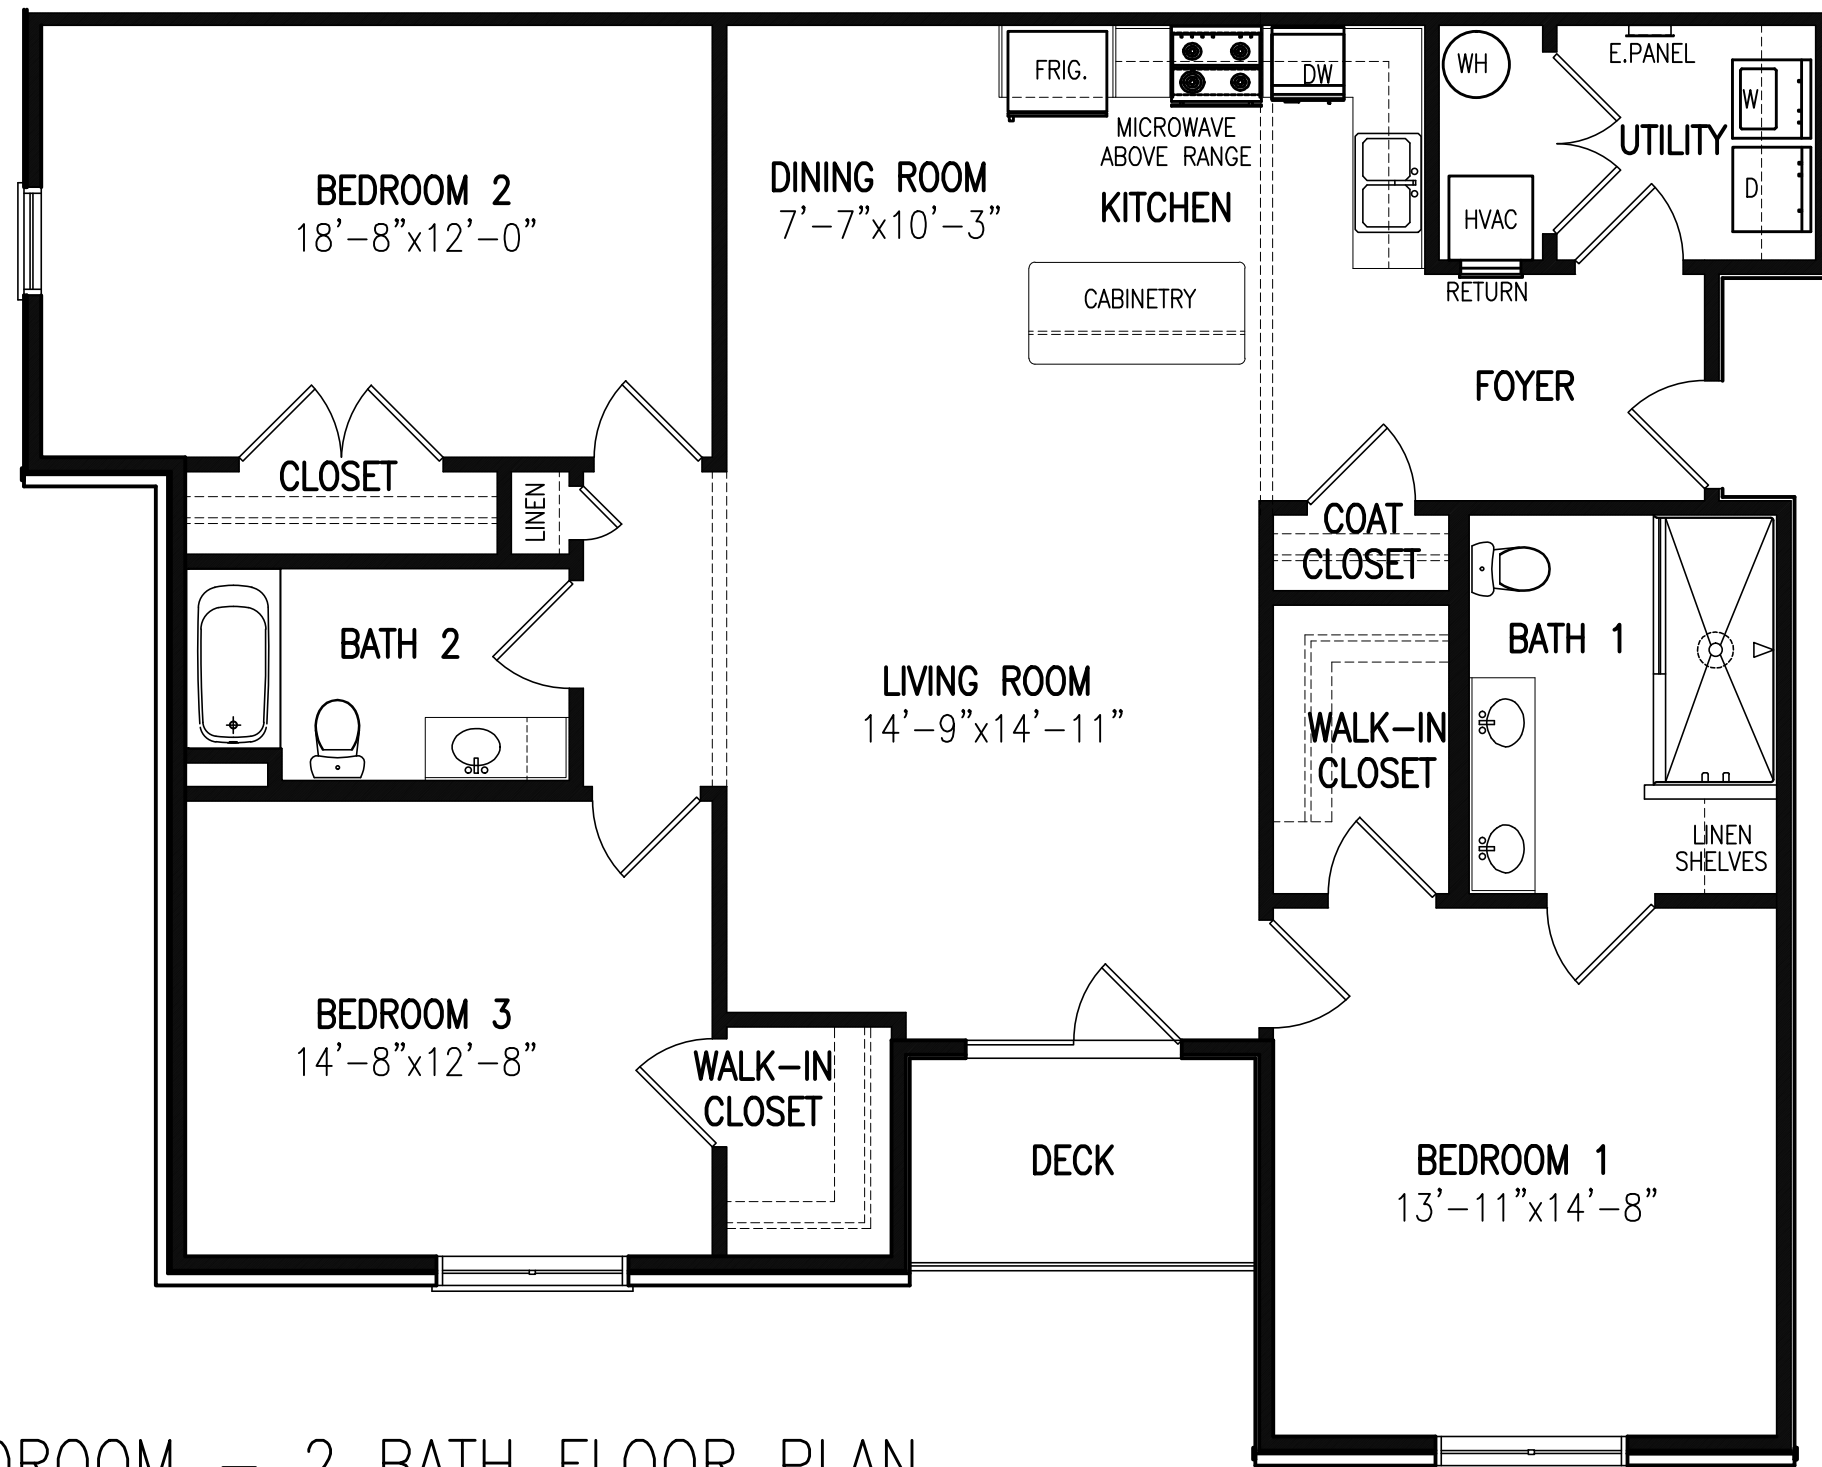 FRIG.
DW
WH
E.PANEL
W
MICROWAVE
ABOVE RANGE
UTILITY
DINING ROOM
7'-7"x10'-3"
KITCHEN
BEDROOM 2
18'-8"x12'-0"
HVAC
D
CABINETRY
RETURN
FOYER
CLOSET
LINEN
COAT
CLOSET
BATH 2
BATH 1
LIVING ROOM
14'-9"x14'-11"
WALK-IN
CLOSET
LINEN
SHELVES
BEDROOM 3
14'-8"x12'-8"
WALK-IN
CLOSET
DECK
BEDROOM 1
13'-11"x14'-8"
DROOM - 2 BATH FLOOR PLAN